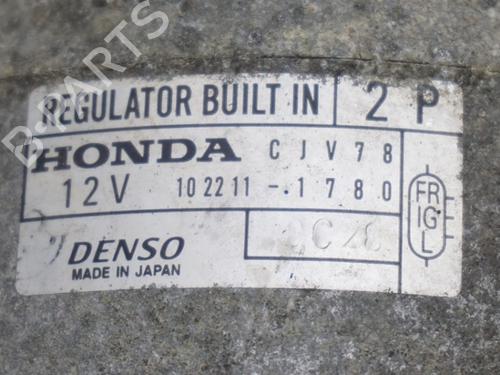 B-PARTS
REGULATOR BUILT IN 2 P
HONDA CJV78
12V 102211-.1780
DENSO
MADE IN JAPAN
FR
IG
L